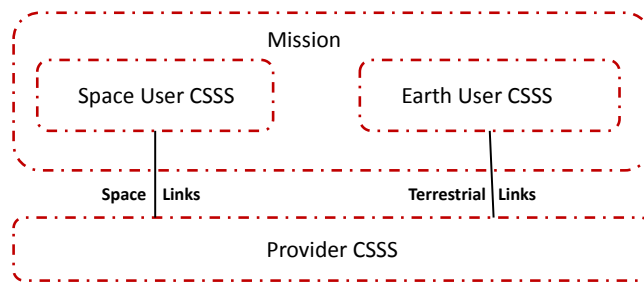 Mission
Space User CSSS
Earth User CSSS
Space Links
Terrestrial Links
Provider CSSS